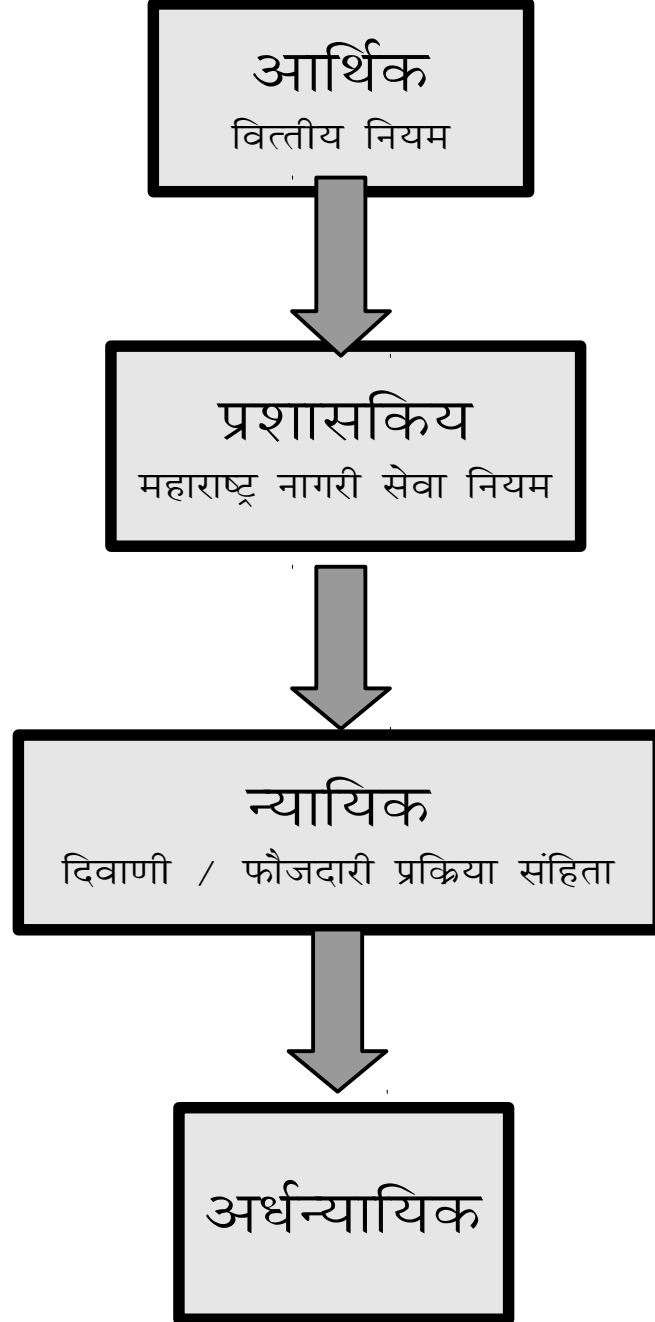 आर्थिक
वित्तीय नियम
प्रशासकिय
महाराष्ट्र नागरी सेवा नियम
न्यायिक
दिवाणी / फौजदारी प्रक्रिया संहिता
अर्धन्यायिक